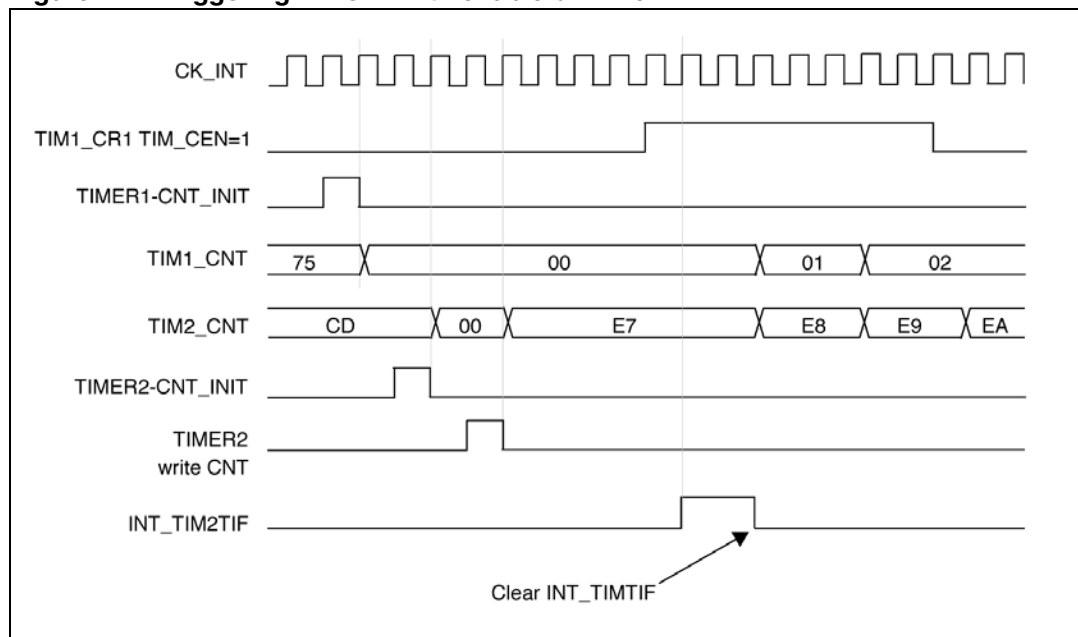 CK_INT
TIM1_CR1 TIM_CEN=1
TIMER1-CNT_INIT
TIM1_CNT 75 00 01 02
TIM2_CNT CD 00 E7 E8 E9 EA
TIMER2-CNT_INIT
TIMER2
write CNT
INT_TIM2TIF
Clear INT_TIMTIF